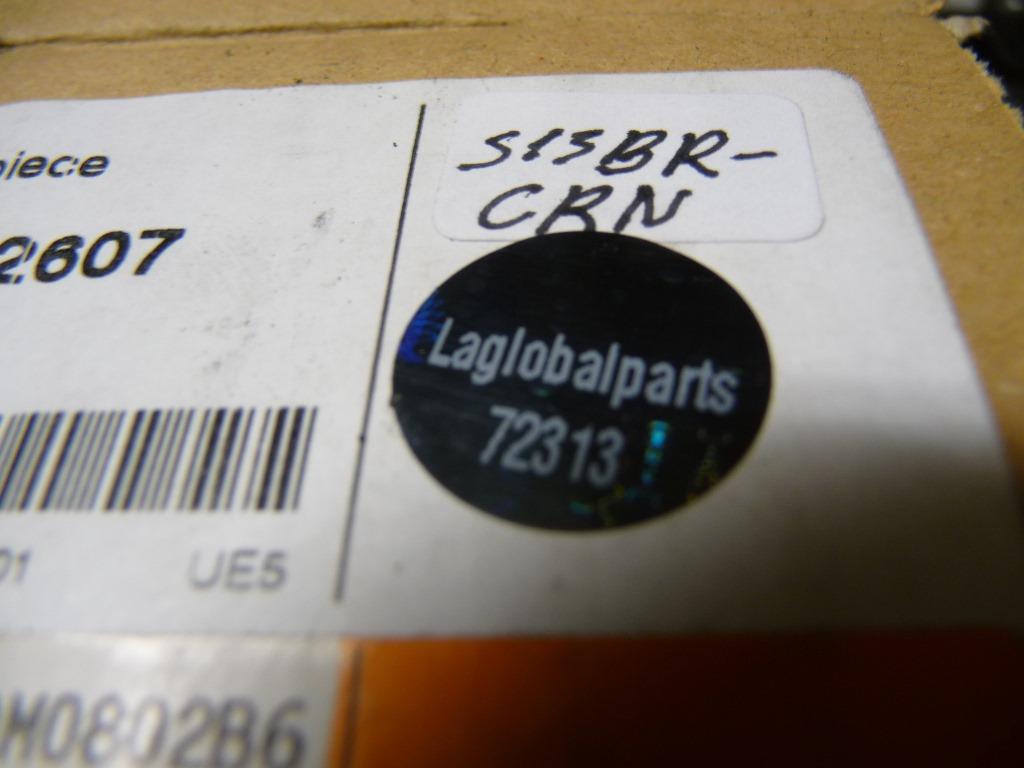 piece
2607
S13BR-
CRN
Laglobalparts
72313
01 UE5
H0802B6